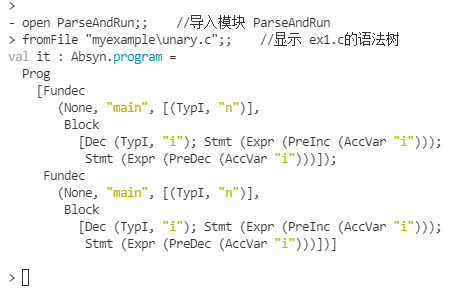 >
- open ParseAndRun;;    //导入模块 ParseAndRun
> fromFile "myexample\unary.c";;    //显示 ex1.c的语法树
val it : Absyn.program =
  Prog
    [Fundec
       (None, "main", [(TypI, "n")],
        Block
          [Dec (TypI, "i"); Stmt (Expr (PreInc (AccVar "i")));
           Stmt (Expr (PreDec (AccVar "i")))]);
     Fundec
       (None, "main", [(TypI, "n")],
        Block
          [Dec (TypI, "i"); Stmt (Expr (PreInc (AccVar "i")));
           Stmt (Expr (PreDec (AccVar "i")))])]
>